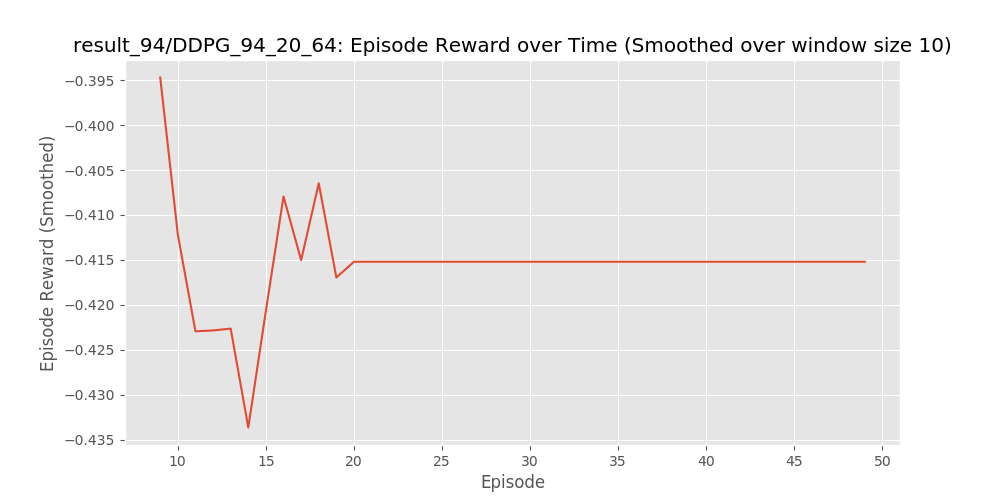 result_94/DDPG_94_20_64: Episode Reward over Time (Smoothed over window size 10)
Episode Reward (Smoothed)
−0.395
−0.400
−0.405
−0.410
−0.415
−0.420
−0.425
−0.430
−0.435
10 15 20 25 30 35 40 45 50
Episode